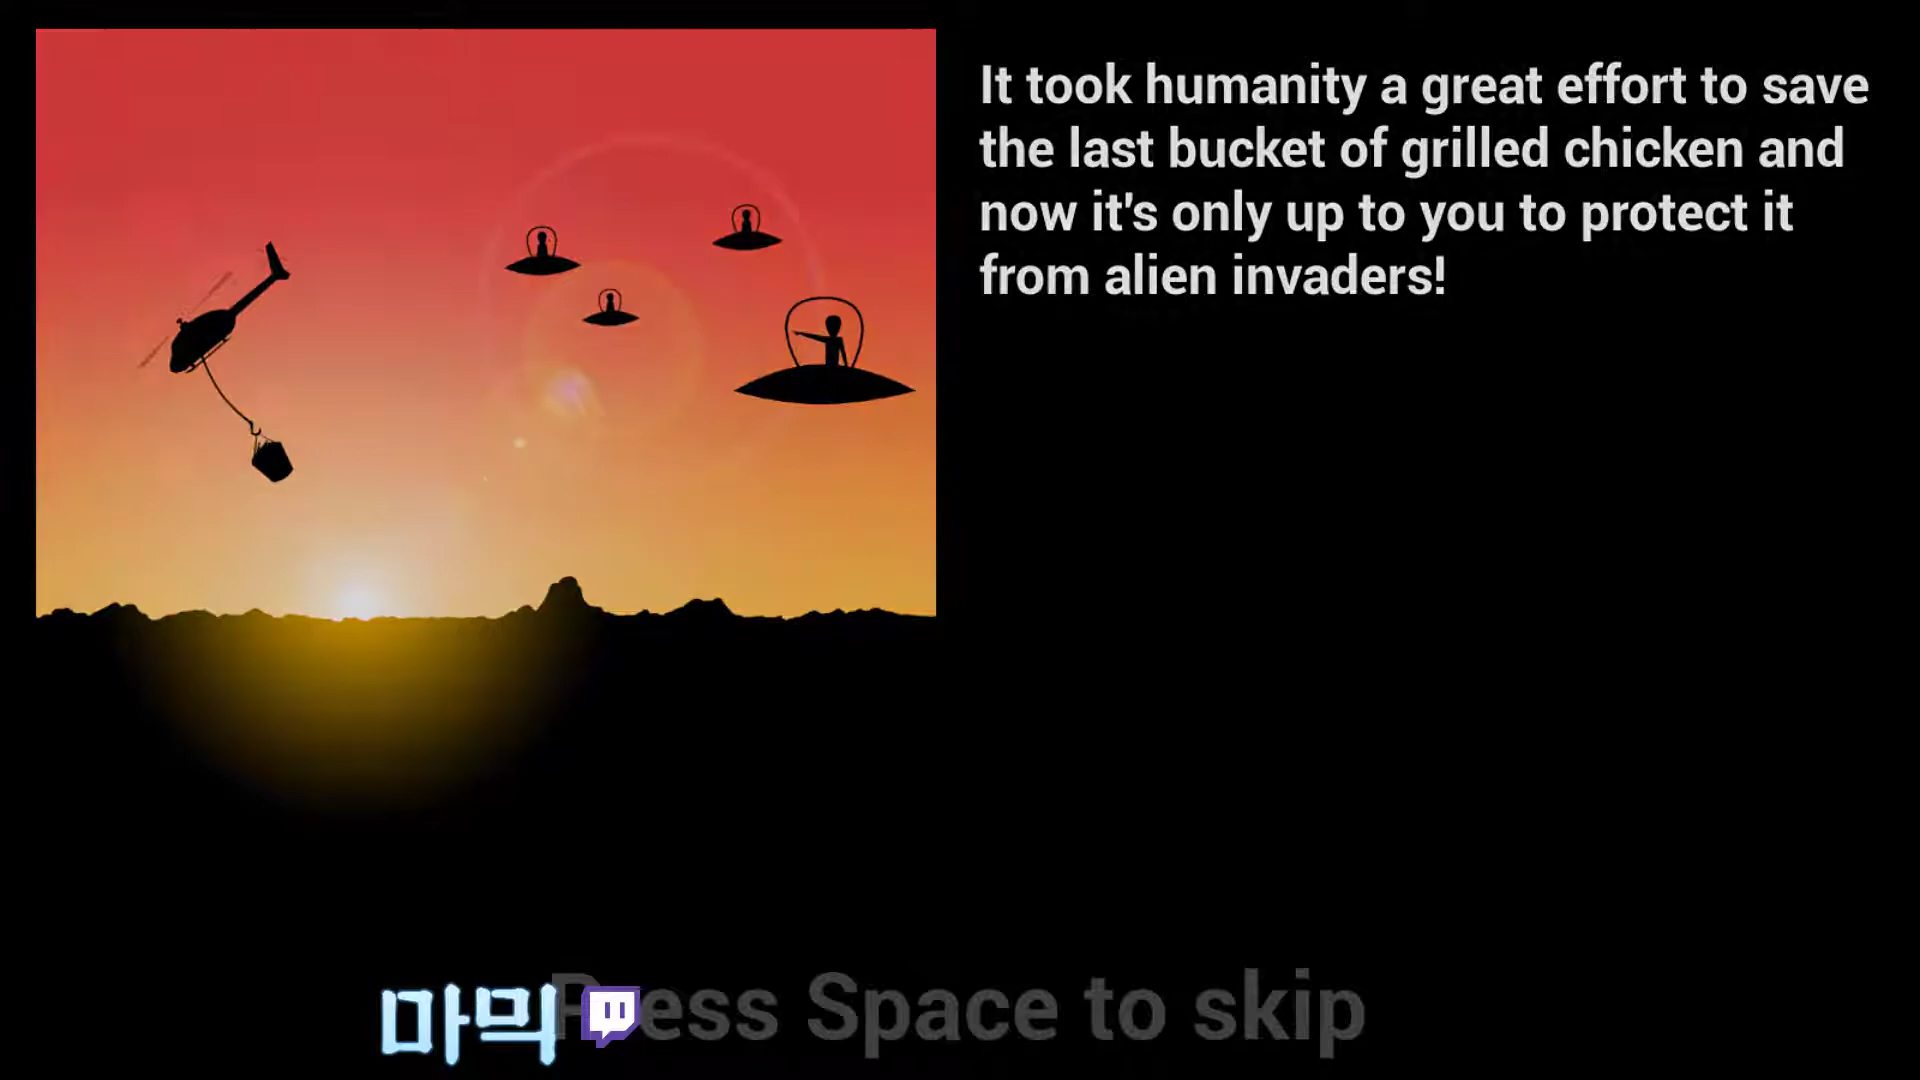 It took humanity a great effort to save
the last bucket of grilled chicken and
now it's only up to you to protect it
from alien invaders!
Press Space to skip
마믜